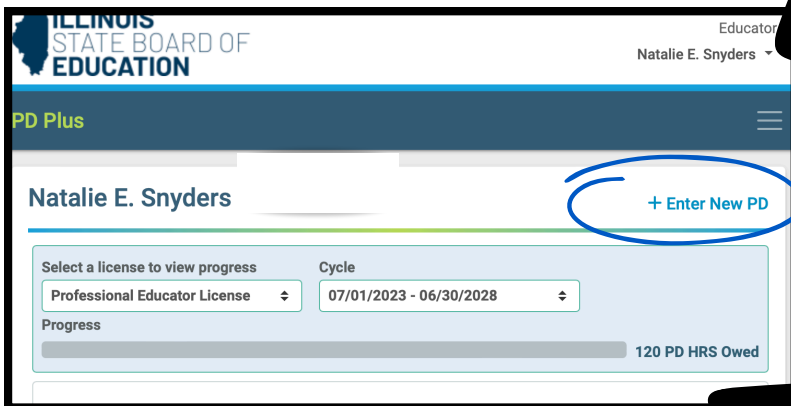 ILLINOIS
STATE BOARD OF
EDUCATION
Educator
Natalie E. Snyders
PD Plus
Natalie E. Snyders
+ Enter New PD
Select a license to view progress
Cycle
Professional Educator License
07/01/2023 - 06/30/2028
Progress
120 PD HRS Owed